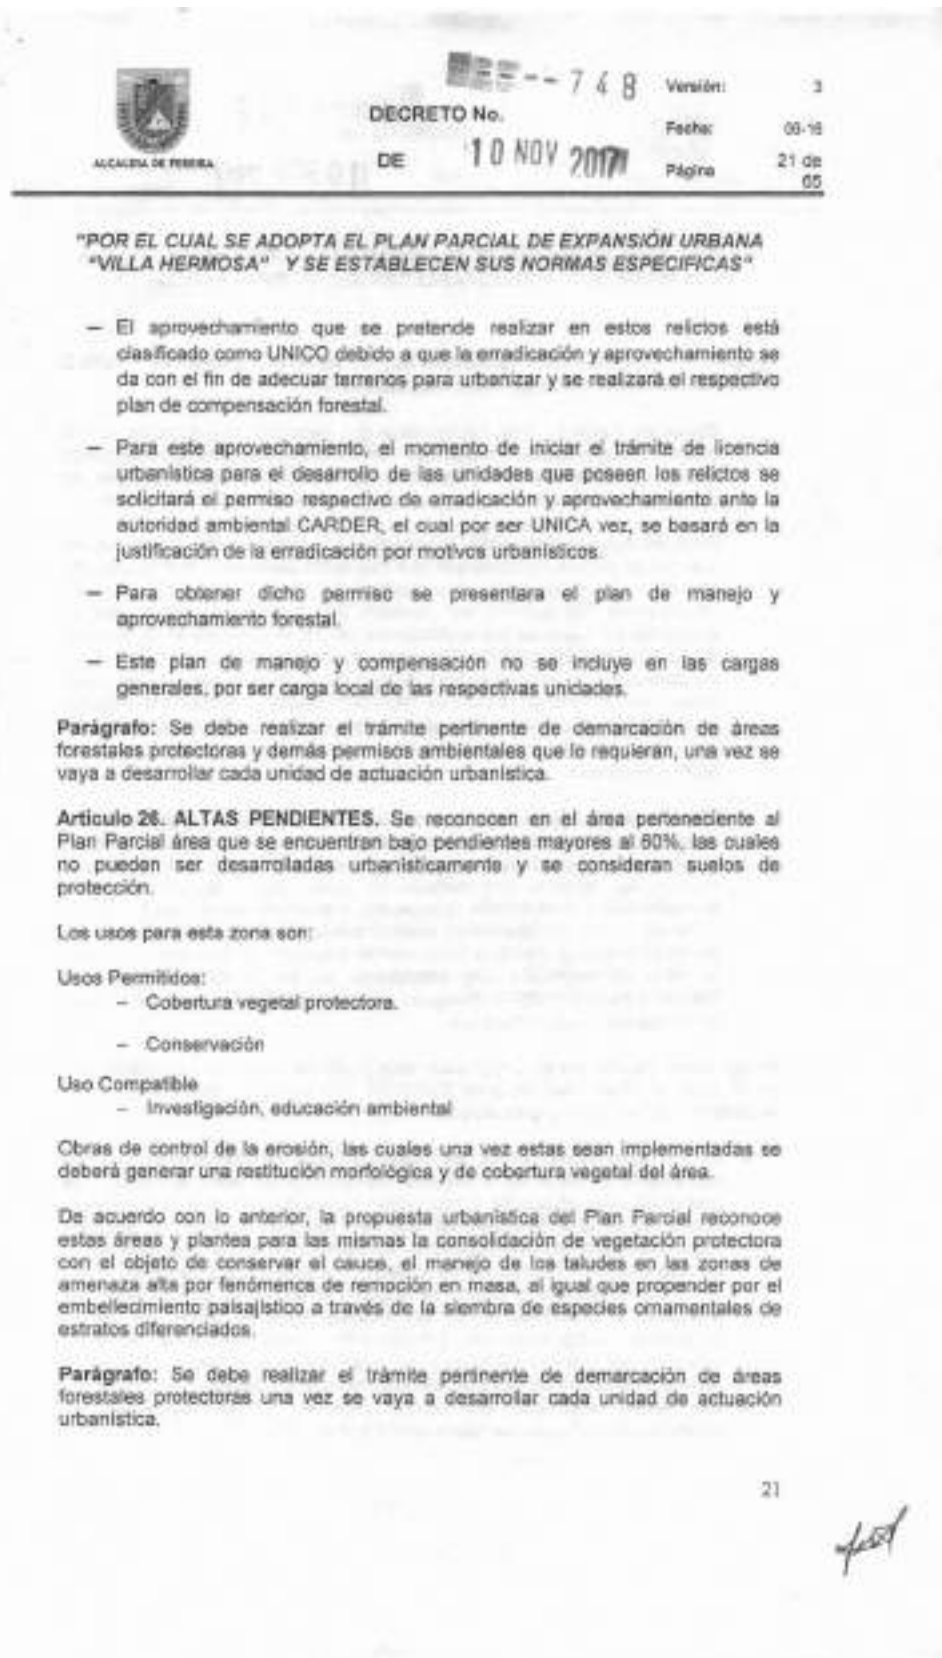 748
Versión: 3
DECRETO No.
Fecha: 06-16
ALCALDIA DE PEREIRA
DE 10 NOV 2017
Página 21 de
65
"POR EL CUAL SE ADOPTA EL PLAN PARCIAL DE EXPANSIÓN URBANA
"VILLA HERMOSA" Y SE ESTABLECEN SUS NORMAS ESPECIFICAS"
– El aprovechamiento que se pretende realizar en estos relictos está
clasificado como UNICO debido a que la erradicación y aprovechamiento se
da con el fin de adecuar terrenos para urbanizar y se realizará el respectivo
plan de compensación forestal.
– Para este aprovechamiento, el momento de iniciar el trámite de licencia
urbanística para el desarrollo de las unidades que poseen los relictos se
solicitará el permiso respectivo de erradicación y aprovechamiento ante la
autoridad ambiental CARDER, el cual por ser UNICA vez, se basará en la
justificación de la erradicación por motivos urbanísticos.
– Para obtener dicho permiso se presentara el plan de manejo y
aprovechamiento forestal.
– Este plan de manejo y compensación no se incluye en las cargas
generales, por ser carga local de las respectivas unidades.
Parágrafo: Se debe realizar el trámite pertinente de demarcación de áreas
forestales protectoras y demás permisos ambientales que lo requieran, una vez se
vaya a desarrollar cada unidad de actuación urbanística.
Artículo 26. ALTAS PENDIENTES. Se reconocen en el área perteneciente al
Plan Parcial área que se encuentran bajo pendientes mayores al 60%, las cuales
no pueden ser desarrolladas urbanísticamente y se consideran suelos de
protección.
Los usos para esta zona son:
Usos Permitidos:
– Cobertura vegetal protectora.
– Conservación
Uso Compatible
– Investigación, educación ambiental
Obras de control de la erosión, las cuales una vez estas sean implementadas se
deberá generar una restitución morfológica y de cobertura vegetal del área.
De acuerdo con lo anterior, la propuesta urbanística del Plan Parcial reconoce
estas áreas y plantea para las mismas la consolidación de vegetación protectora
con el objeto de conservar el cauce, el manejo de los taludes en las zonas de
amenaza alta por fenómenos de remoción en masa, al igual que propender por el
embellecimiento paisajístico a través de la siembra de especies ornamentales de
estratos diferenciados.
Parágrafo: Se debe realizar el trámite pertinente de demarcación de áreas
forestales protectoras una vez se vaya a desarrollar cada unidad de actuación
urbanística.
21